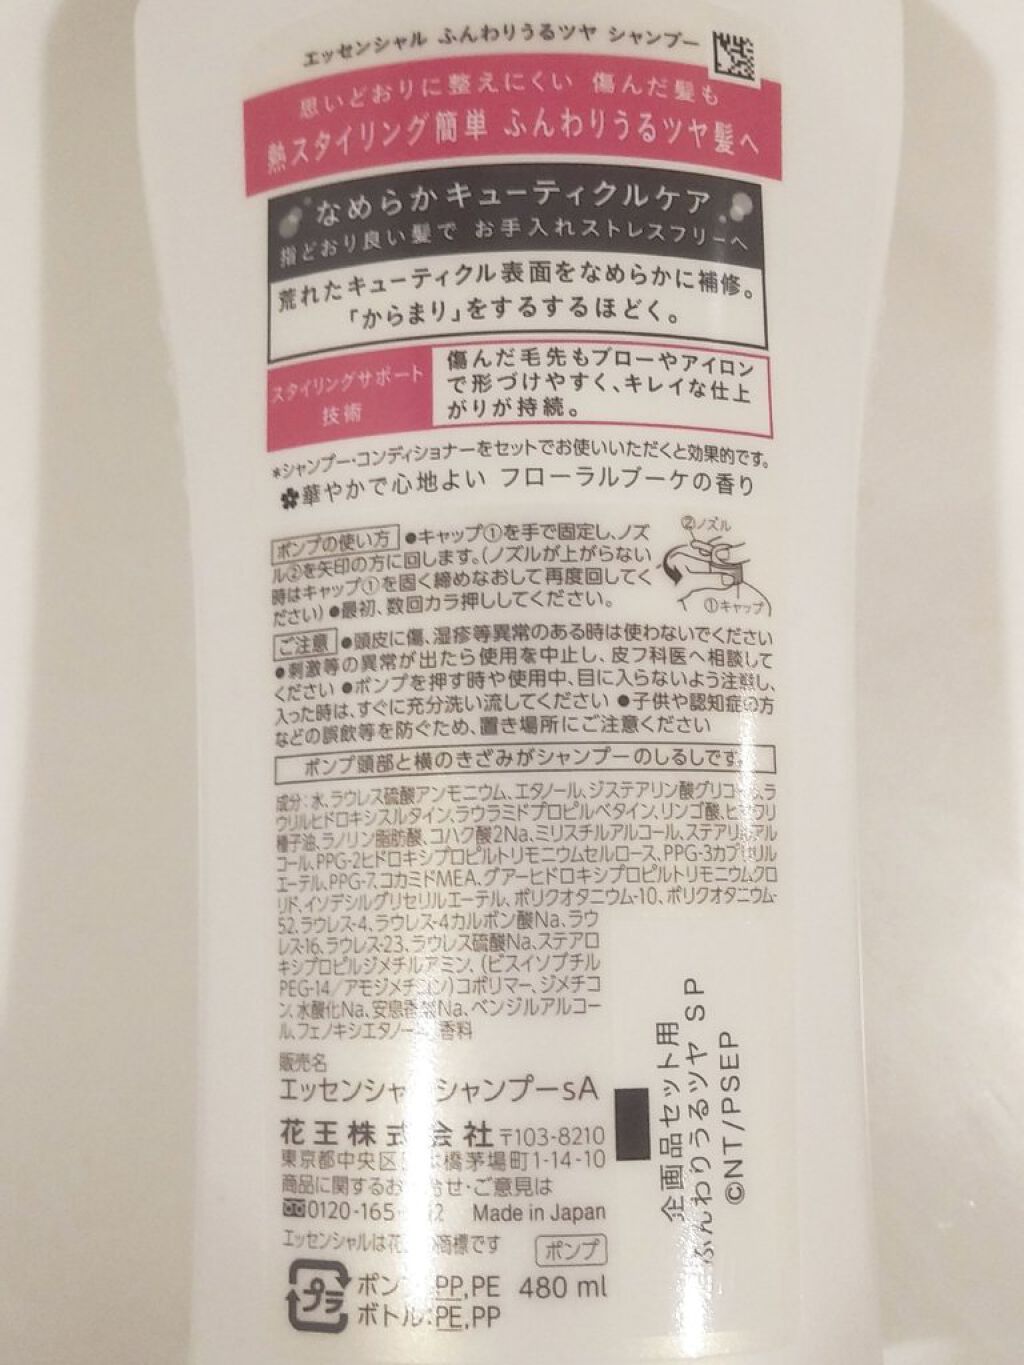 エッセンシャル ふんわりうるツヤ シャンプー
思いどおりに整えにくい 傷んだ髪も
熱スタイリング簡単 ふんわりうるツヤ髪へ
なめらかキューティクルケア
指どおり良い髪で お手入れストレスフリーへ
荒れたキューティクル表面をなめらかに補修。
「からまり」をするするほどく。
スタイリングサポート
技術
傷んだ毛先もブローやアイロン
で形づけやすく、キレイな仕上
がりが持続。
*シャンプー・コンディショナーをセットでお使いいただくと効果的です。
華やかで心地よい フローラルブーケの香り
ポンプの使い方 ●キャップ①を手で固定し、ノズ
ル②を矢印の方に回します。(ノズルが上がらない
時はキャップ①を固く締めなおして再度回してく
ださい) ●最初、数回カラ押ししてください。
②ノズル
①キャップ
ご注意 ●頭皮に傷、湿疹等異常のある時は使わないでください
●刺激等の異常が出たら使用を中止し、皮フ科医へ相談して
ください ●ポンプを押す時や使用中、目に入らないよう注意し、
入った時は、すぐに充分洗い流してください ●子供や認知症の方
などの誤飲等を防ぐため、置き場所にご注意ください
ポンプ頭部と横のきざみがシャンプーのしるしです。
成分：水、ラウレス硫酸アンモニウム、エタノール、ジステアリン酸グリコール、ラ
ウリルヒドロキシスルタイン、ラウラミドプロピルベタイン、リンゴ酸、ヒマワリ
種子油、ラノリン脂肪酸、コハク酸2Na、ミリスチルアルコール、ステアリルアル
コール、PPG-2ヒドロキシプロピルトリモニウムセルロース、PPG-3カプリリル
エーテル、PPG-7、コカミドMEA、グアーヒドロキシプロピルトリモニウムクロ
リド、イソデシルグリセリルエーテル、ポリクオタニウム-10、ポリクオタニウム-
52、ラウレス-4、ラウレス-4カルボン酸Na、ラウ
レス-16、ラウレス-23、ラウレス硫酸Na、ステアロ
キシプロピルジメチルアミン、(ビスイソブチル
PEG-14/アモジメチコン)コポリマー、ジメチコ
ン、水酸化Na、安息香酸Na、ベンジルアルコー
ル、フェノキシエタノール、香料
販売名
エッセンシャルシャンプーsA
花王株式会社 〒103-8210
東京都中央区日本橋茅場町1-14-10
商品に関するお問合せ・ご意見は
0120-165- Made in Japan
エッセンシャルは花王の商標です
ポンプ
プラ
ポンプ:PP,PE 480 ml
ボトル:PE,PP
企画品セット用
ふんわりうるツヤ SP
©NT/PSEP